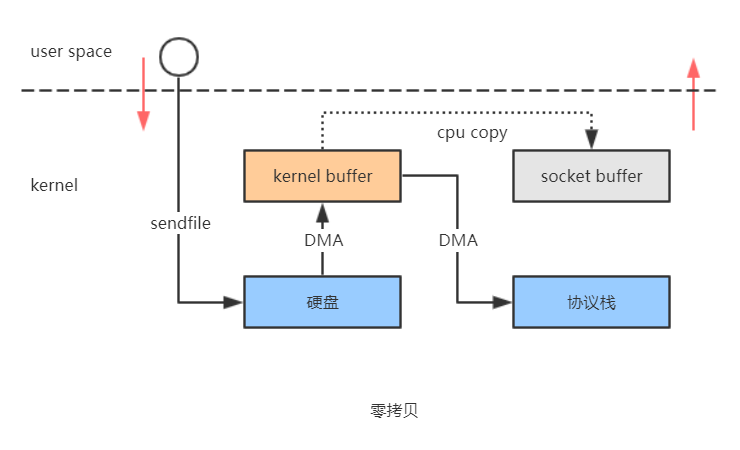 user space
cpu copy
kernel
kernel buffer
socket buffer
sendfile
DMA
DMA
硬盘
协议栈
零拷贝